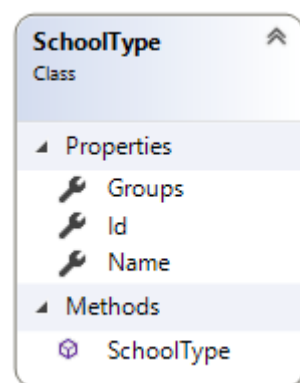 SchoolType
Class
Properties
Groups
Id
Name
Methods
SchoolType